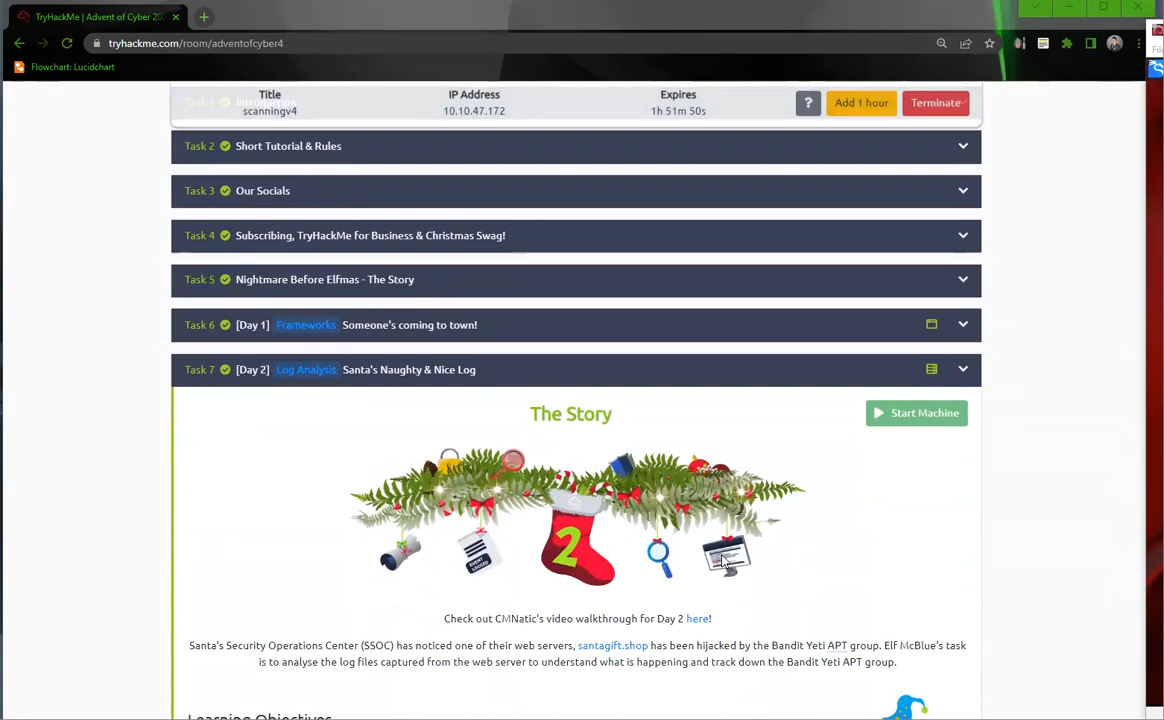 TryHackMe | Advent of Cyber 202
tryhackme.com/room/adventofcyber4
Flowchart: Lucidchart
Task 1 Introduction
Title IP Address Expires
scanningv4 10.10.47.172 1h 51m 50s
? Add 1 hour Terminate
Task 2 Short Tutorial & Rules
Task 3 Our Socials
Task 4 Subscribing, TryHackMe for Business & Christmas Swag!
Task 5 Nightmare Before Elfmas - The Story
Task 6 [Day 1] Frameworks Someone's coming to town!
Task 7 [Day 2] Log Analysis Santa's Naughty & Nice Log
The Story
Start Machine
EVENT
LOGGED
2
Check out CMNatic's video walkthrough for Day 2 here!
Santa's Security Operations Center (SSOC) has noticed one of their web servers, santagift.shop has been hijacked by the Bandit Yeti APT group. Elf McBlue's task
is to analyse the log files captured from the web server to understand what is happening and track down the Bandit Yeti APT group.
Learning Objectives